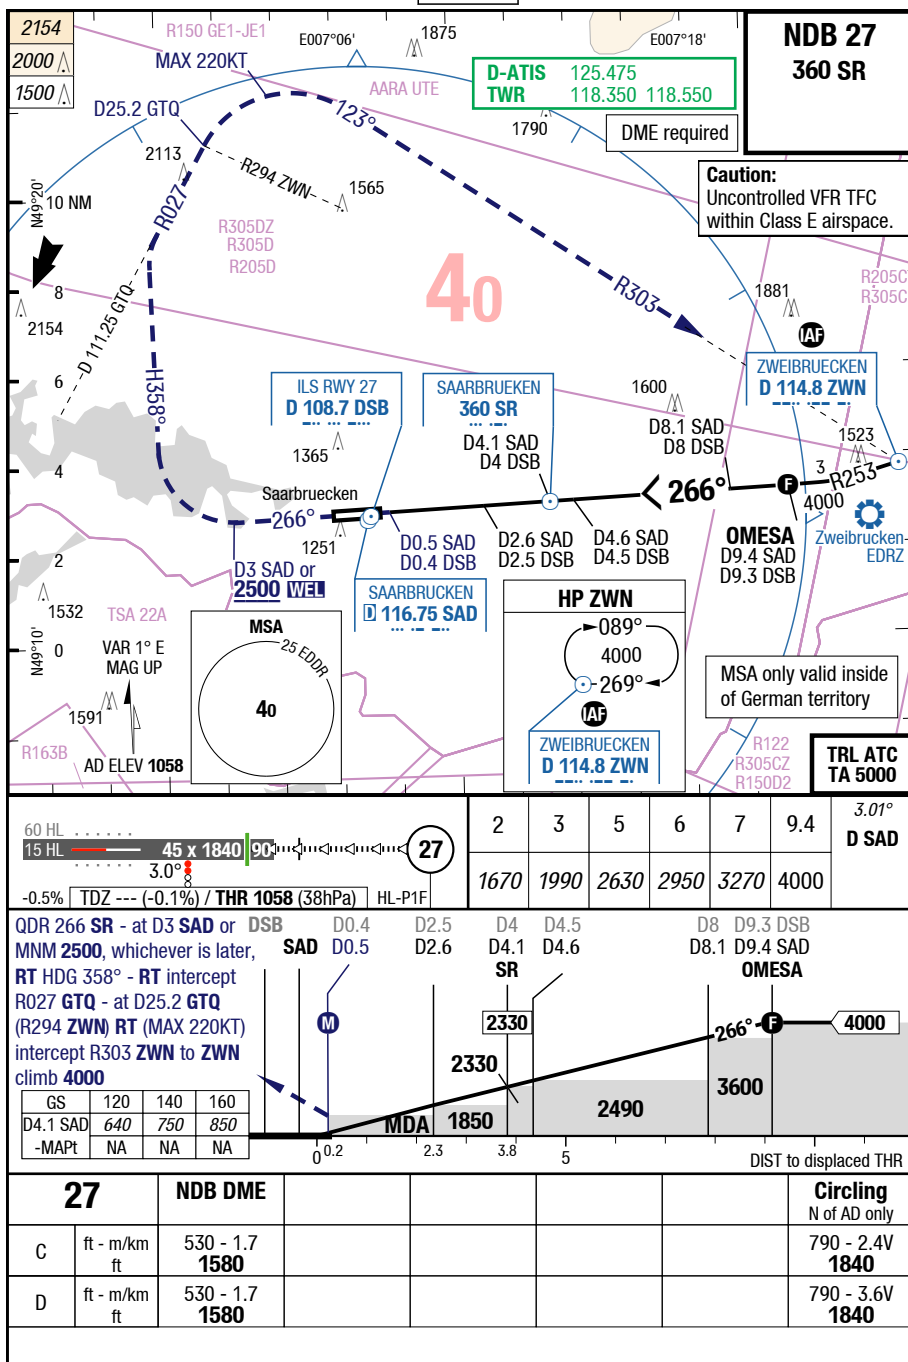 2154
2000
1500
R150 GE1-JE1
E007°06'
1875
E007°18'
NDB 27
360 SR
MAX 220KT
AARA UTE
D-ATIS 125.475
TWR 118.350 118.550
D25.2 GTQ
123°
1790
DME required
2113
R294 ZWN
1565
Caution:
Uncontrolled VFR TFC
within Class E airspace.
N49°20'
10 NM
R027
R305DZ
R305D
R205D
40
R303
R205C
R305C
1881
8
2154
D 111.25 GTQ
IAF
ZWEIBRUECKEN
D 114.8 ZWN
6
H358°
ILS RWY 27
D 108.7 DSB
SAARBRUEKEN
360 SR
1600
D8.1 SAD
D8 DSB
1523
1365
D4.1 SAD
D4 DSB
4
3
R253
Saarbruecken
266°
266°
F
4000
1251
D0.5 SAD
D0.4 DSB
D2.6 SAD
D2.5 DSB
D4.6 SAD
D4.5 DSB
OMESA
D9.4 SAD
D9.3 DSB
Zweibrucken-
EDRZ
2
D3 SAD or
2500 WEL
SAARBRUCKEN
D 116.75 SAD
1532
TSA 22A
HP ZWN
089°
4000
269°
IAF
ZWEIBRUECKEN
D 114.8 ZWN
N49°10'
0
VAR 1° E
MAG UP
MSA
25 EDDR
40
MSA only valid inside
of German territory
1591
R163B
AD ELEV 1058
R122
R305CZ
R150D2
TRL ATC
TA 5000
60 HL
15 HL
45 x 1840
90
27
3.0°
-0.5%
TDZ --- (-0.1%) / THR 1058 (38hPa)
HL-P1F
2 3 5 6 7 9.4 3.01°
D SAD
1670 1990 2630 2950 3270 4000
QDR 266 SR - at D3 SAD or
MNM 2500, whichever is later,
RT HDG 358° - RT intercept
R027 GTQ - at D25.2 GTQ
(R294 ZWN) RT (MAX 220KT)
intercept R303 ZWN to ZWN
climb 4000
DSB D0.4 D2.5 D4 D4.5 D8 D9.3 DSB
SAD D0.5 D2.6 D4.1 D4.6 D8.1 D9.4 SAD
SR
OMESA
M
2330
266°
F
4000
2330
3600
2490
MDA
1850
GS 120 140 160
D4.1 SAD 640 750 850
-MAPt NA NA NA
0 0.2 2.3 3.8 5
DIST to displaced THR
27 NDB DME Circling
N of AD only
C ft - m/km 530 - 1.7 790 - 2.4V
ft 1580 1840
D ft - m/km 530 - 1.7 790 - 3.6V
ft 1580 1840